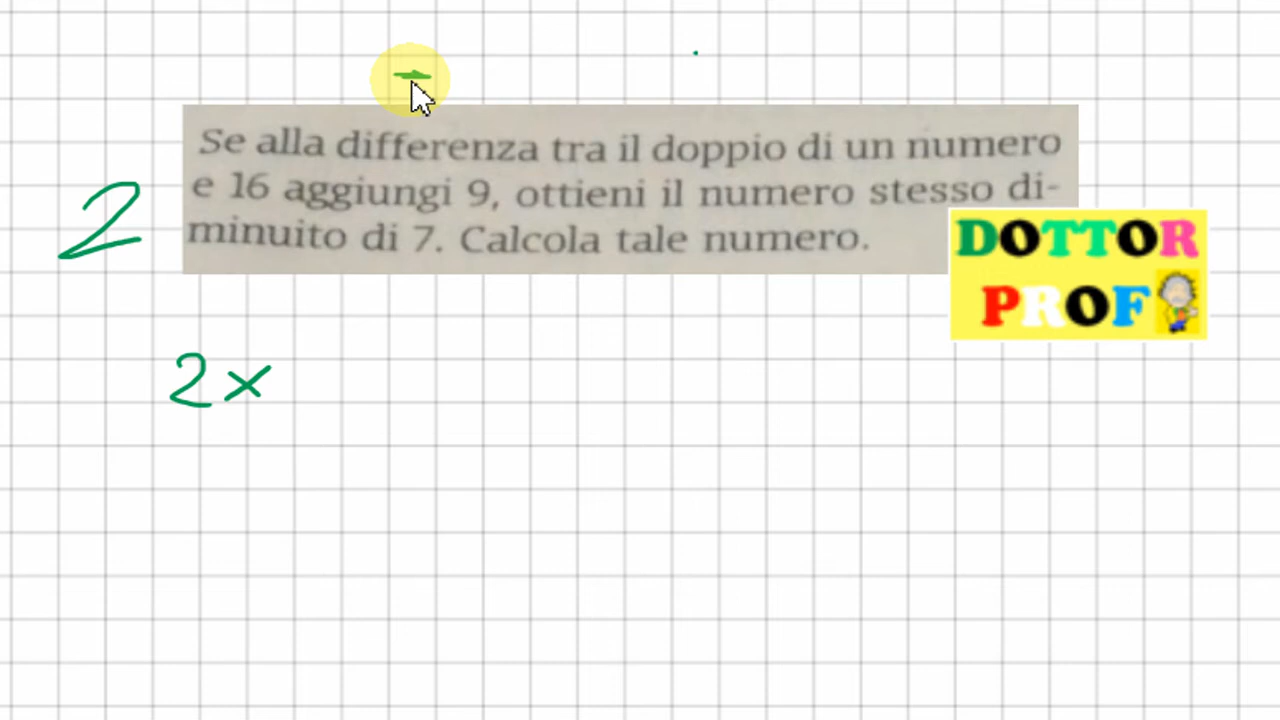 Se alla differenza tra il doppio di un numero
e 16 aggiungi 9, ottieni il numero stesso di-
minuito di 7. Calcola tale numero.
2
DOTTOR
PROF
2x